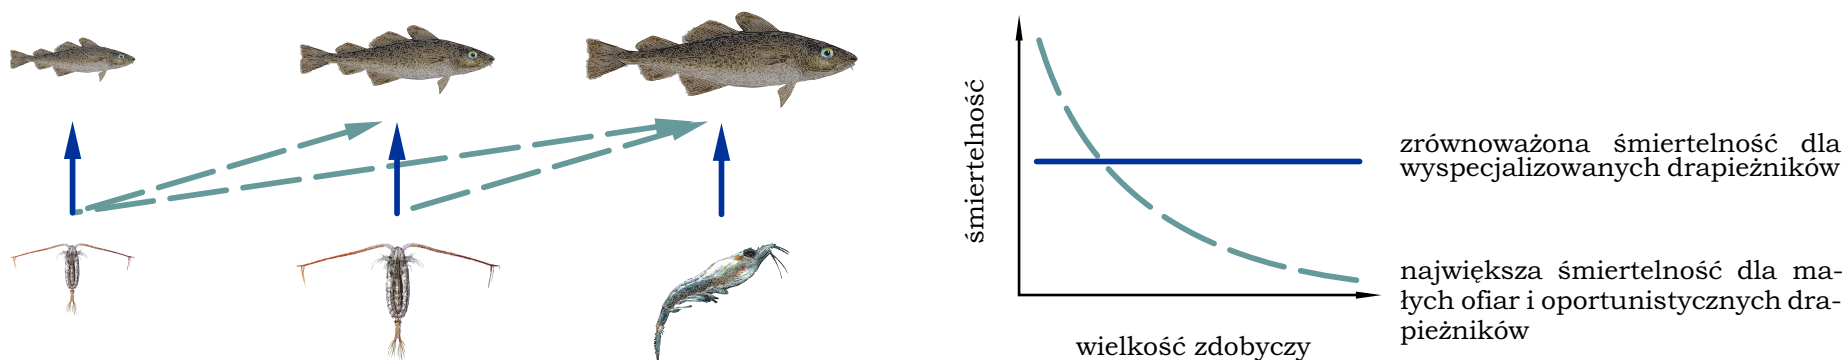 śmiertelność
zrównoważona śmiertelność dla
wyspecjalizowanych drapieżników
największa śmiertelność dla ma-
łych ofiar i oportunistycznych dra-
pieżników
wielkość zdobyczy